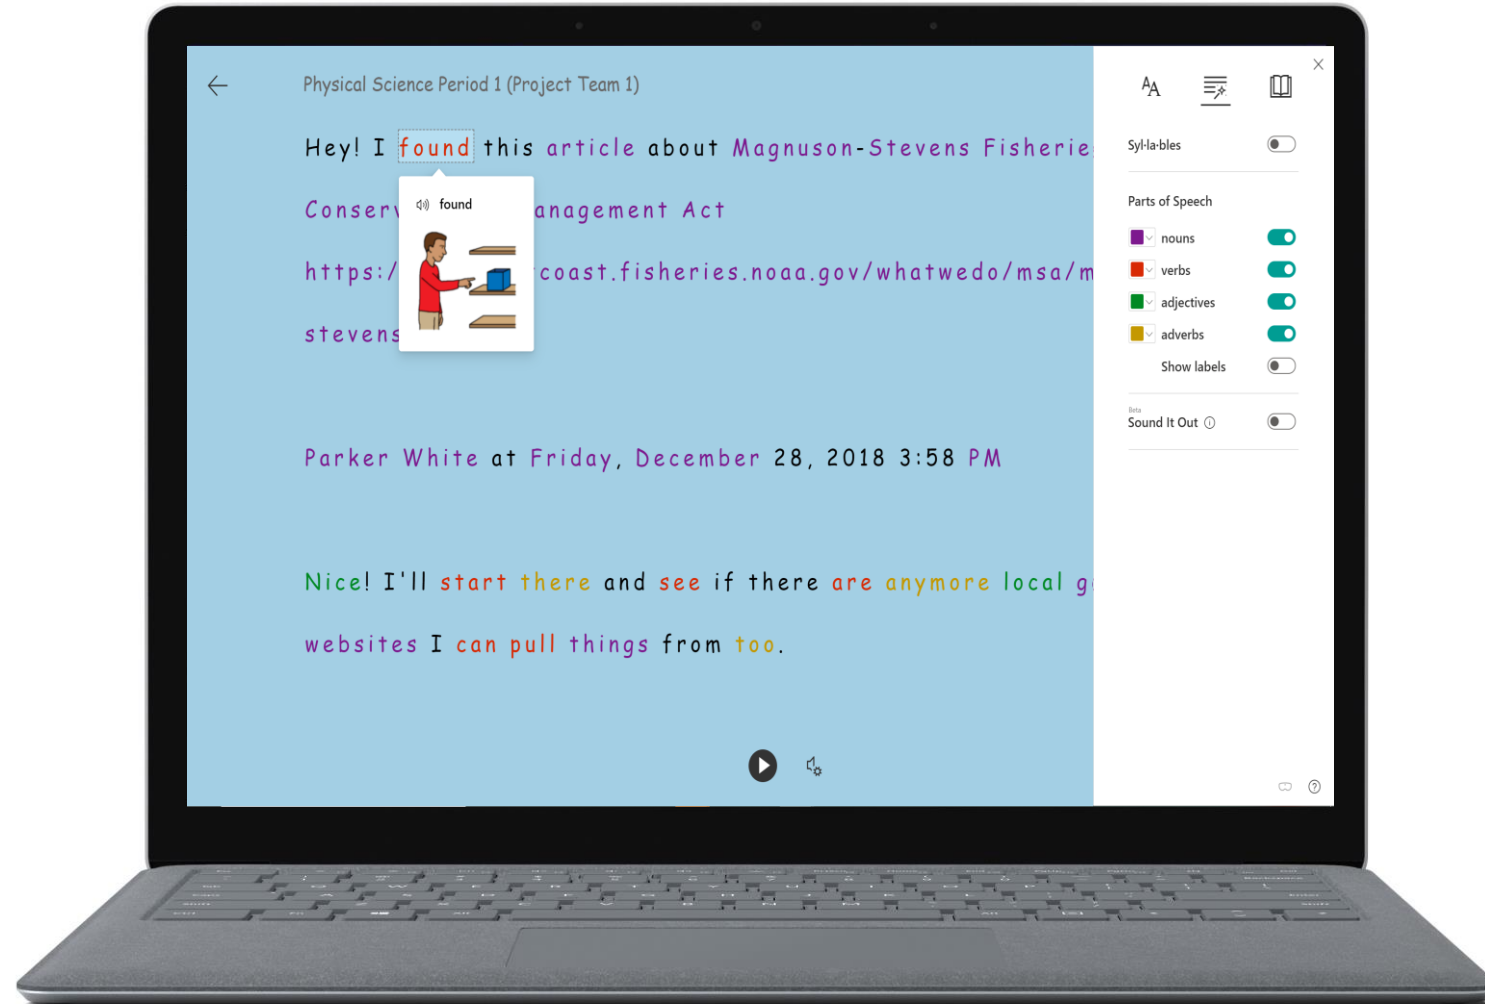 Physical Science Period 1 (Project Team 1)
Hey! I found this article about Magnuson-Stevens Fisherie
found
Conserv anagement Act
https:/ coast.fisheries.noaa.gov/whatwedo/msa/m
stevens
Parker White at Friday, December 28, 2018 3:58 PM
Nice! I'll start there and see if there are anymore local g
websites I can pull things from too.
AA
Syl·la·bles
Parts of Speech
nouns
verbs
adjectives
adverbs
Show labels
Beta
Sound It Out